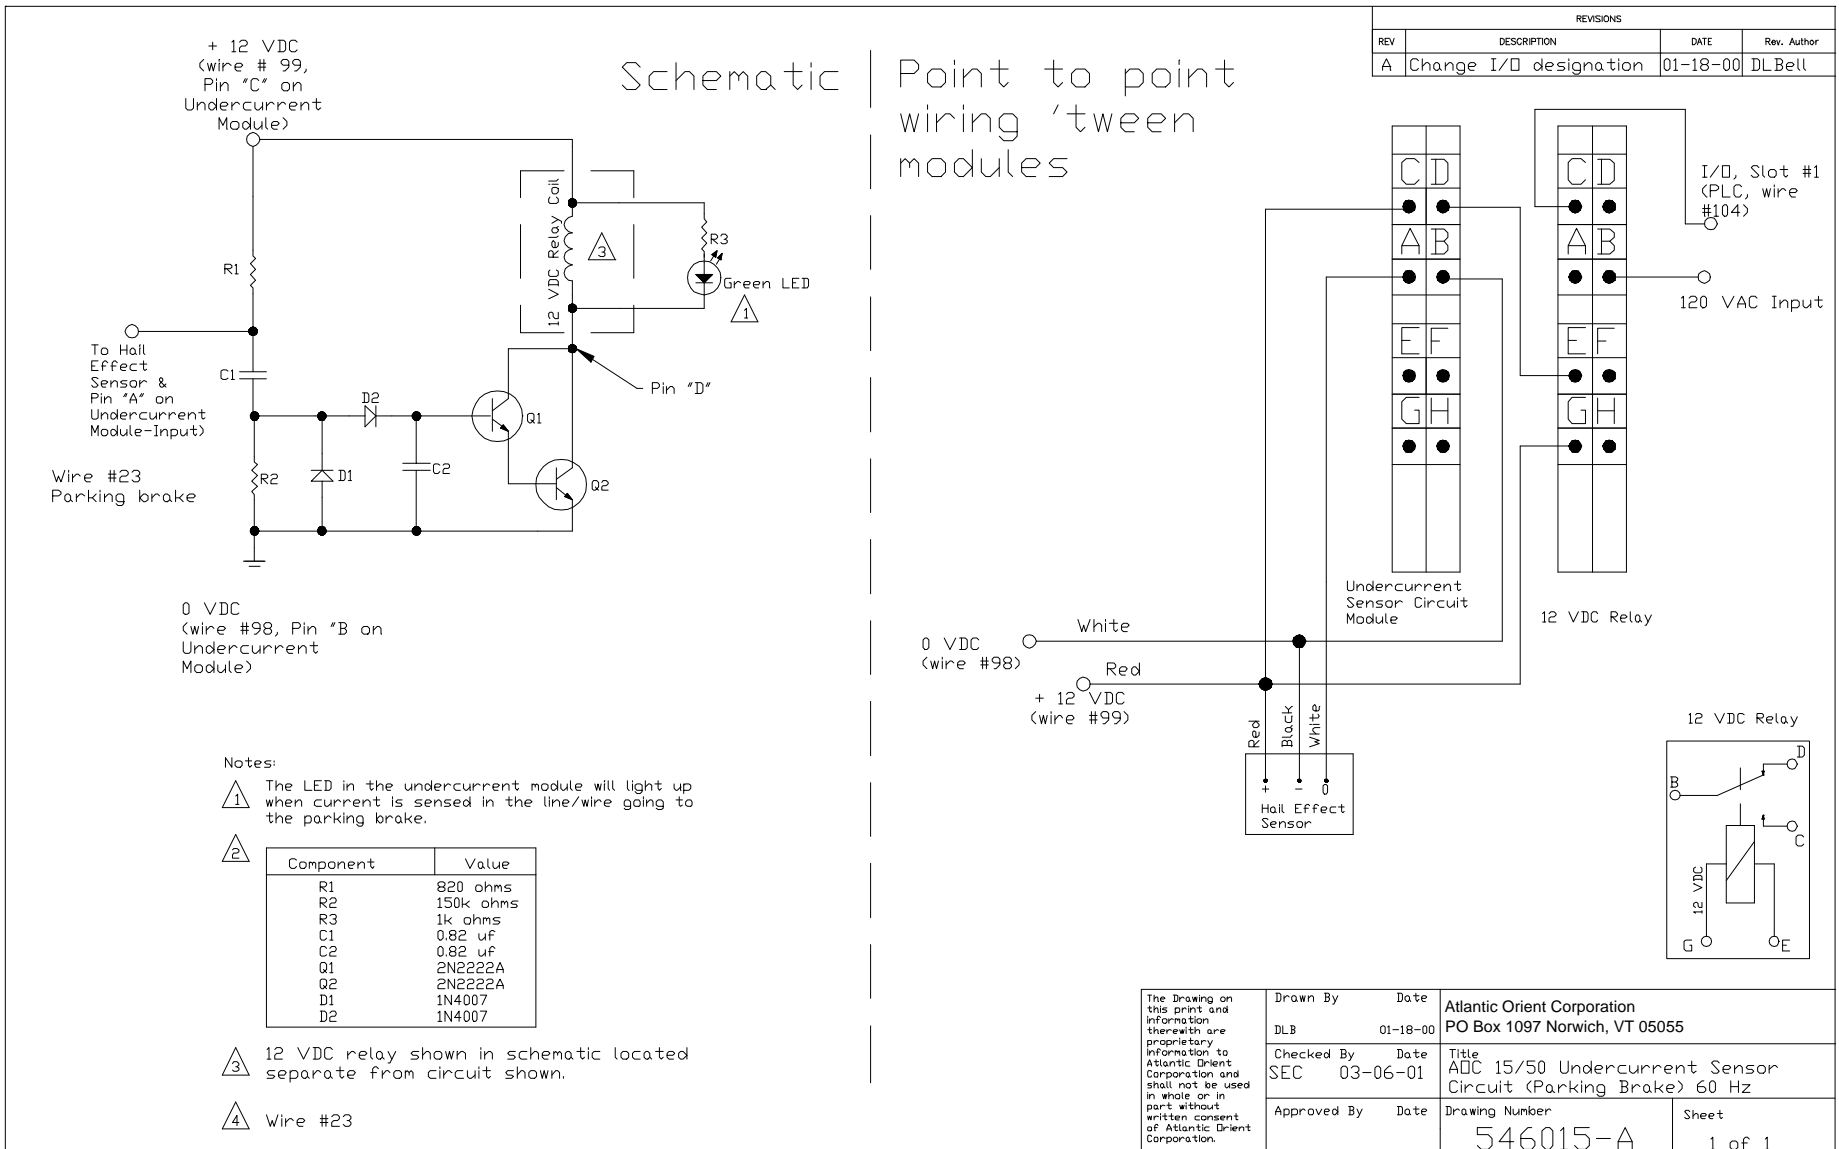 REVISIONS
REV DESCRIPTION DATE Rev. Author
A Change I/O designation 01-18-00 DLBell
Schematic
Point to point
wiring 'tween
modules
+ 12 VDC
(wire # 99,
Pin "C" on
Undercurrent
Module)
R1
To Hall
Effect
Sensor &
Pin "A" on
Undercurrent
Module-Input)
C1
Wire #23
Parking brake
R2
D1
D2
C2
Q1
Q2
12 VDC Relay Coil
3
R3
Green LED
1
Pin "D"
0 VDC
(wire #98, Pin "B on
Undercurrent
Module)
C D
A B
E F
G H
Undercurrent
Sensor Circuit
Module
C D
A B
E F
G H
12 VDC Relay
I/O, Slot #1
(PLC, wire
#104)
120 VAC Input
0 VDC
(wire #98)
White
Red
+ 12 VDC
(wire #99)
Red
Black
White
+ - 0
Hall Effect
Sensor
12 VDC Relay
D
B
C
12 VDC
G
E
Notes:
1 The LED in the undercurrent module will light up
when current is sensed in the line/wire going to
the parking brake.
2
Component Value
R1 820 ohms
R2 150k ohms
R3 1k ohms
C1 0.82 uf
C2 0.82 uf
Q1 2N2222A
Q2 2N2222A
D1 1N4007
D2 1N4007
3 12 VDC relay shown in schematic located
separate from circuit shown.
4 Wire #23
The Drawing on
this print and
information
therewith are
proprietary
information to
Atlantic Orient
Corporation and
shall not be used
in whole or in
part without
written consent
of Atlantic Orient
Corporation.
Drawn By Date
DLB 01-18-00
Checked By Date
SEC 03-06-01
Approved By Date
Atlantic Orient Corporation
PO Box 1097 Norwich, VT 05055
Title
AOC 15/50 Undercurrent Sensor
Circuit (Parking Brake) 60 Hz
Drawing Number
546015-A
Sheet
1 of 1